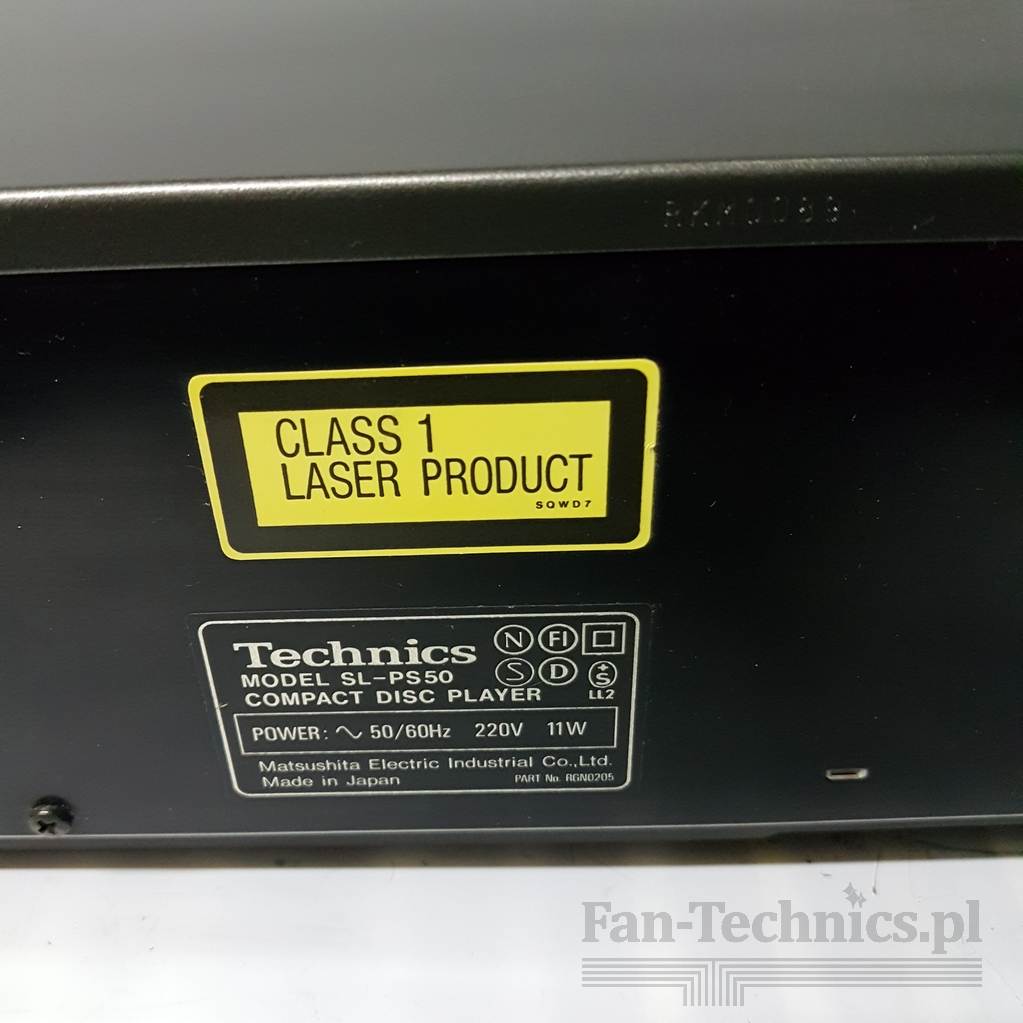 RKM0089
CLASS 1
LASER PRODUCT
SQWD7
Technics
N FI
S D S
MODEL SL-PS50
COMPACT DISC PLAYER
LL2
POWER: ∿ 50/60Hz 220V 11W
Matsushita Electric Industrial Co.,Ltd.
Made in Japan PART No. RGN0205
Fan-Technics.pl